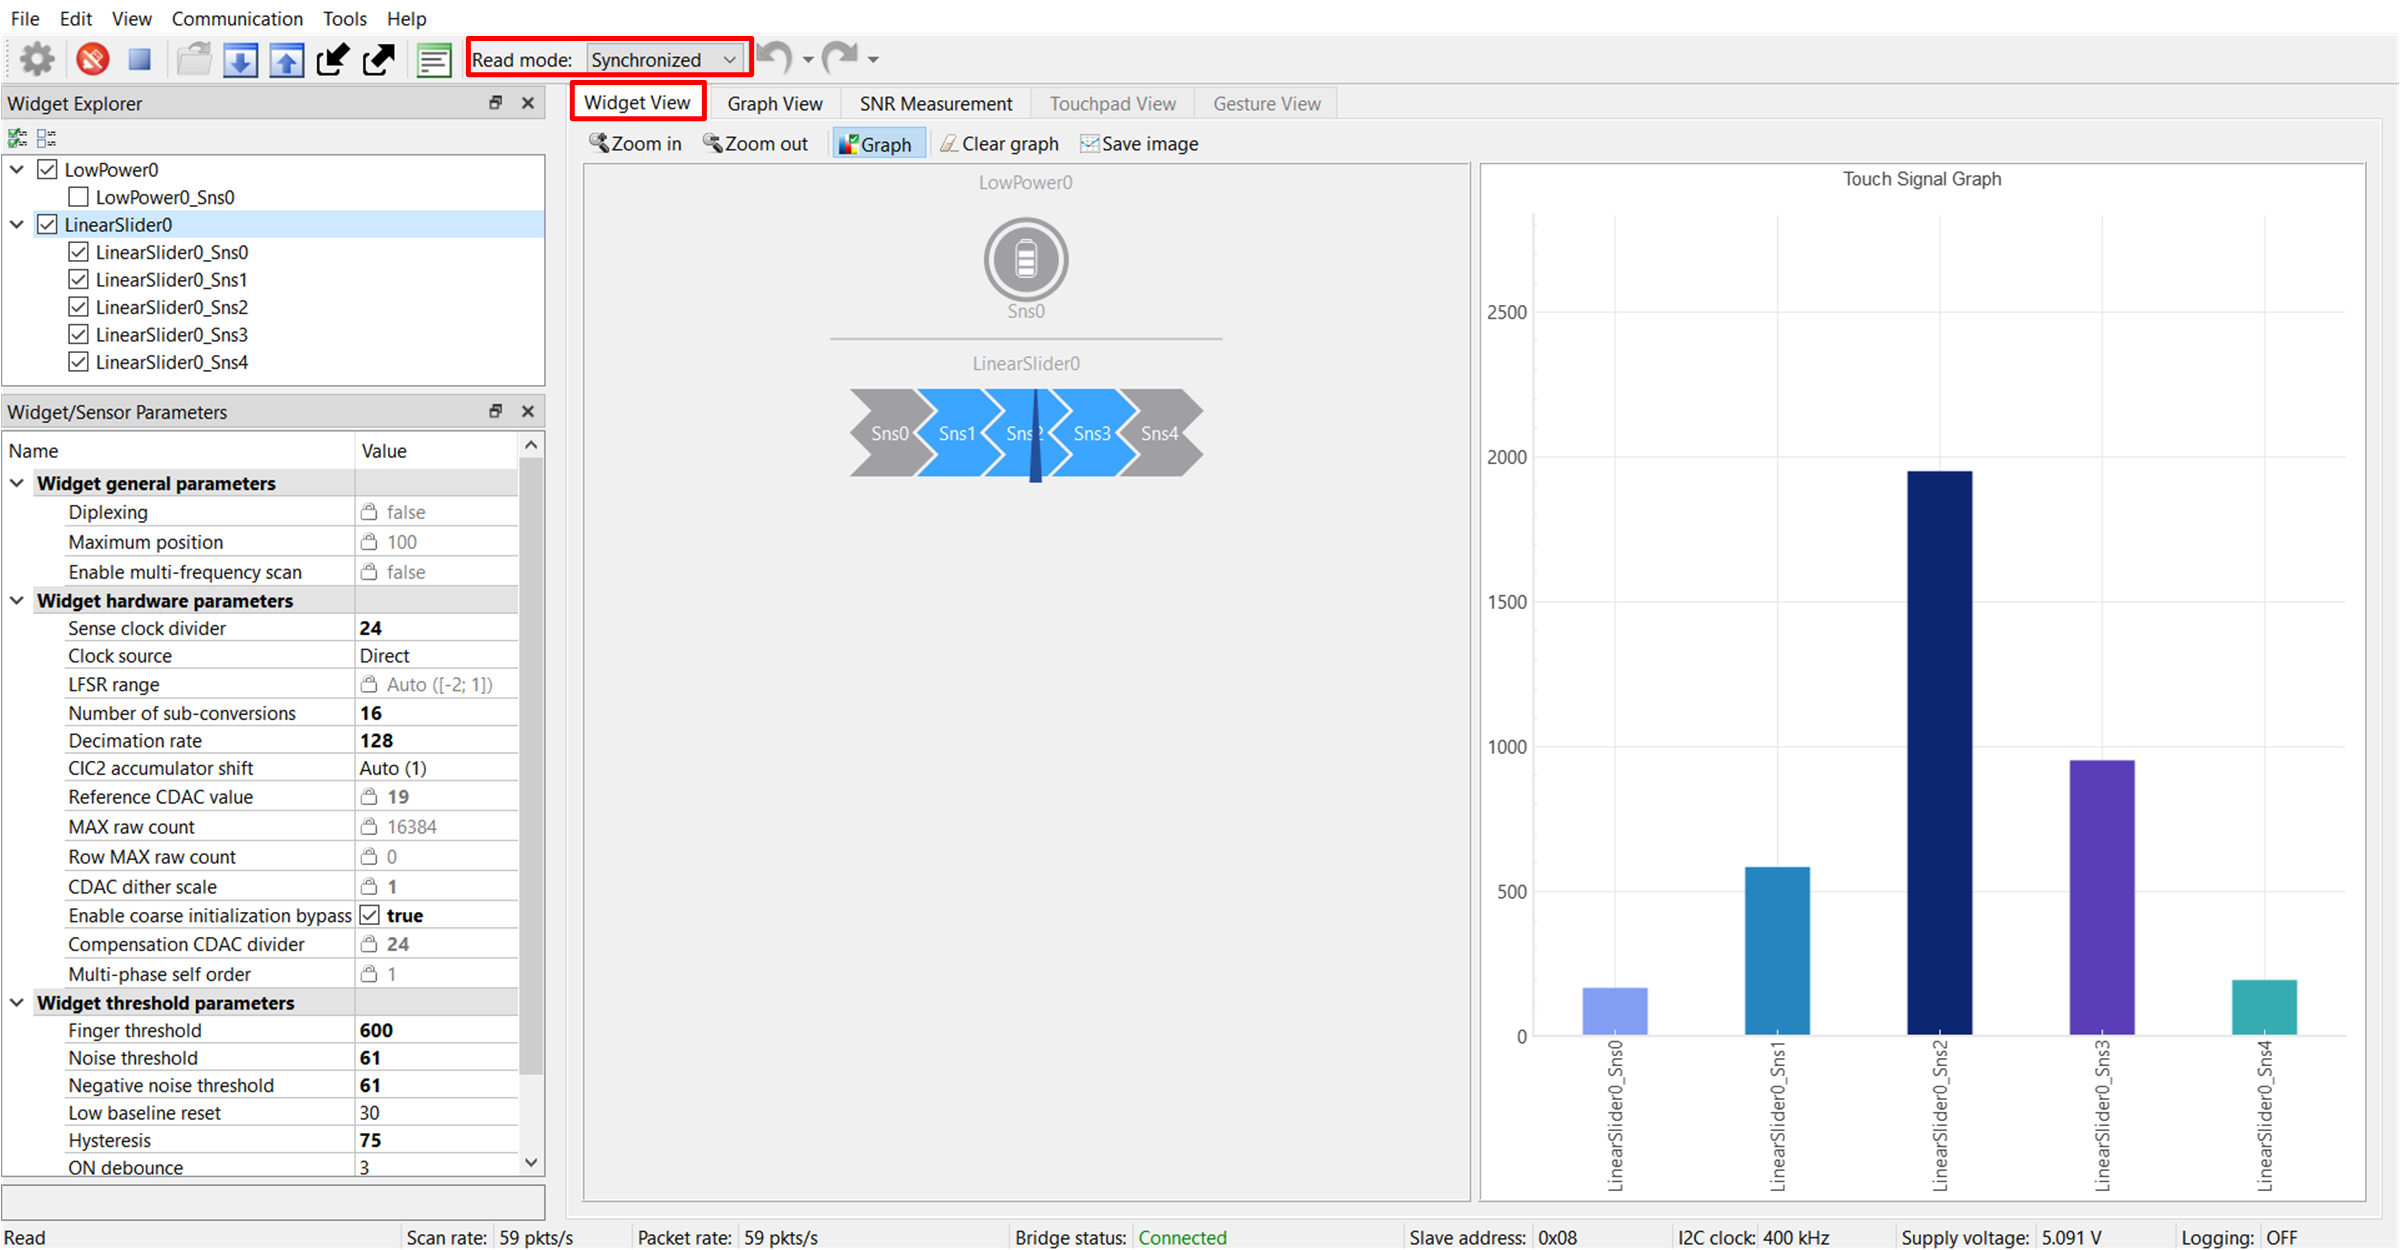 File Edit View Communication Tools Help
Read mode: Synchronized
Widget Explorer
LowPower0
LowPower0_Sns0
LinearSlider0
LinearSlider0_Sns0
LinearSlider0_Sns1
LinearSlider0_Sns2
LinearSlider0_Sns3
LinearSlider0_Sns4
Widget/Sensor Parameters
Name Value
Widget general parameters
Diplexing false
Maximum position 100
Enable multi-frequency scan false
Widget hardware parameters
Sense clock divider 24
Clock source Direct
LFSR range Auto ([-2; 1])
Number of sub-conversions 16
Decimation rate 128
CIC2 accumulator shift Auto (1)
Reference CDAC value 19
MAX raw count 16384
Row MAX raw count 0
CDAC dither scale 1
Enable coarse initialization bypass true
Compensation CDAC divider 24
Multi-phase self order 1
Widget threshold parameters
Finger threshold 600
Noise threshold 61
Negative noise threshold 61
Low baseline reset 30
Hysteresis 75
ON debounce 3
Widget View Graph View SNR Measurement Touchpad View Gesture View
Zoom in Zoom out Graph Clear graph Save image
LowPower0
Sns0
LinearSlider0
Sns0 Sns1 Sns2 Sns3 Sns4
Touch Signal Graph
2500
2000
1500
1000
500
0
LinearSlider0_Sns0
LinearSlider0_Sns1
LinearSlider0_Sns2
LinearSlider0_Sns3
LinearSlider0_Sns4
Read Scan rate: 59 pkts/s Packet rate: 59 pkts/s Bridge status: Connected Slave address: 0x08 I2C clock: 400 kHz Supply voltage: 5.091 V Logging: OFF